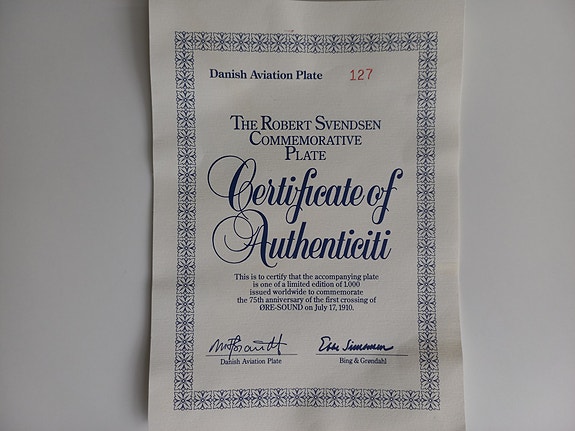 Danish Aviation Plate 127
THE ROBERT SVENDSEN
COMMEMORATIVE
PLATE
Certificate of
Authenticiti
This is to certify that the accompanying plate
is one of a limited edition of 1.000
issued worldwide to commemorate
the 75th anniversary of the first crossing of
ØRE-SOUND on July 17, 1910.
Danish Aviation Plate
Bing & Grøndahl